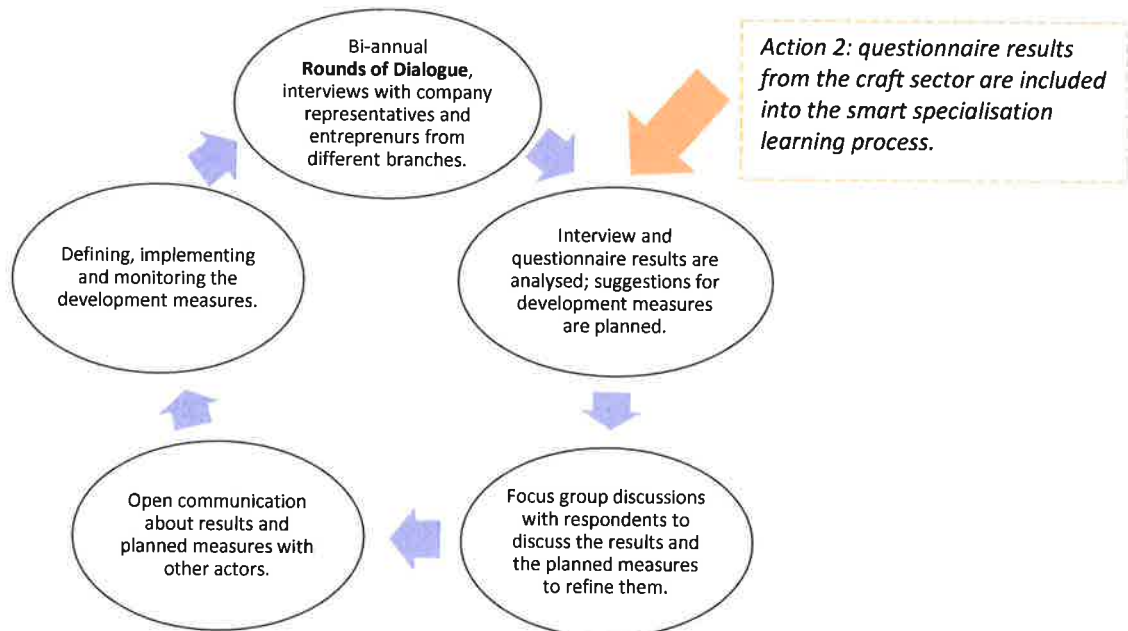 Bi-annual
Rounds of Dialogue,
interviews with company
representatives and
entreprenurs from
different branches.
Action 2: questionnaire results
from the craft sector are included
into the smart specialisation
learning process.
Interview and
questionnaire results are
analysed; suggestions for
development measures
are planned.
Focus group discussions
with respondents to
discuss the results and
the planned measures
to refine them.
Open communication
about results and
planned measures with
other actors.
Defining, implementing
and monitoring the
development measures.